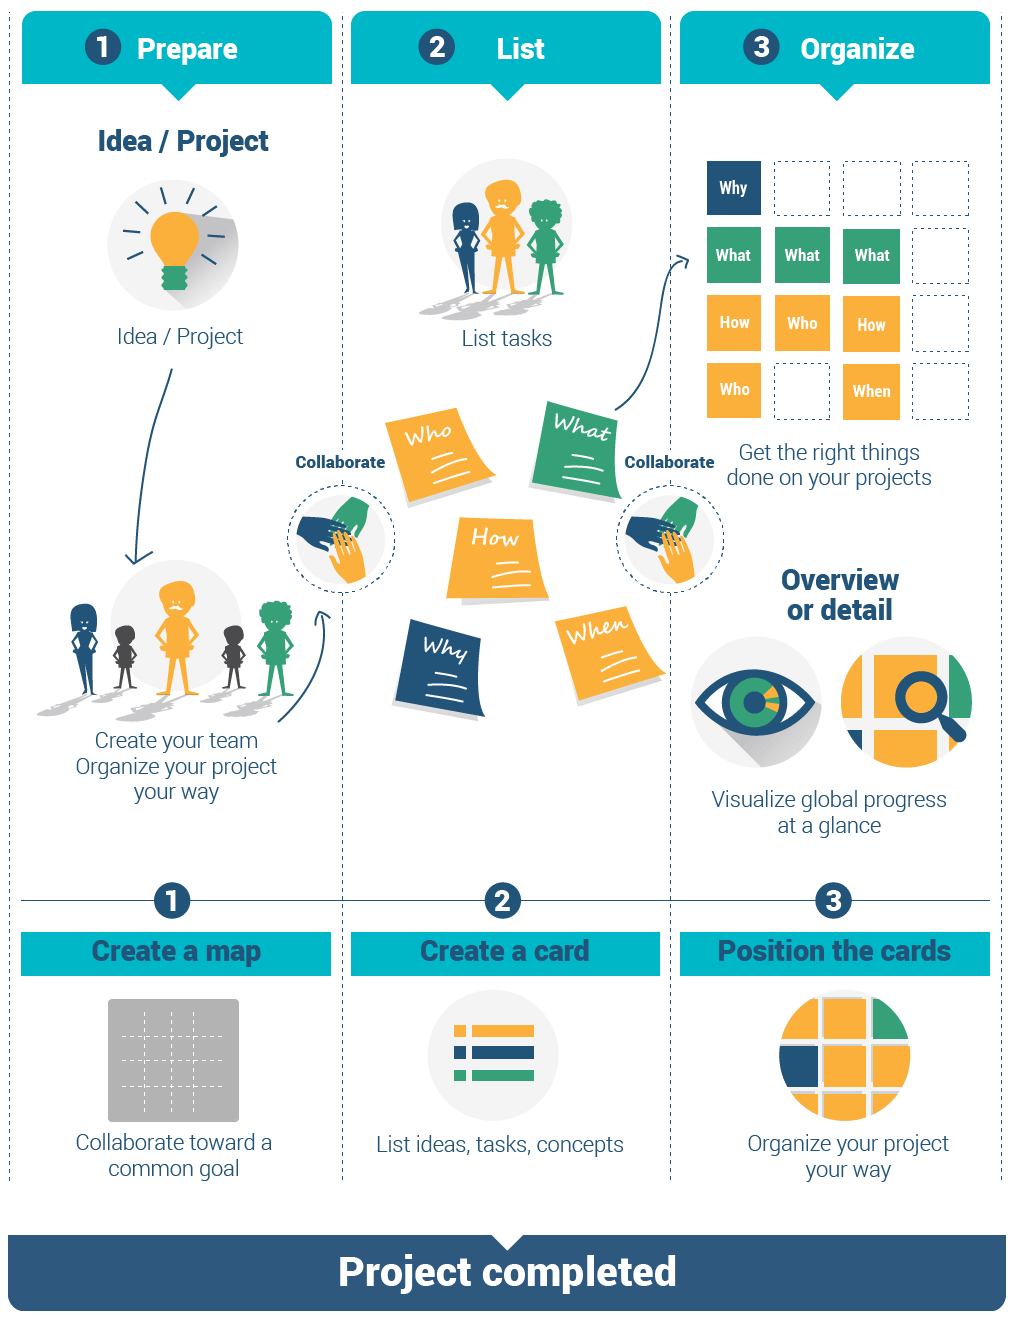 1 Prepare
Idea / Project
Idea / Project
Create your team
Organize your project
your way
Collaborate
2 List
List tasks
Who
What
How
Why
When
Collaborate
3 Organize
Why
What What What
How Who How
Who When
Get the right things
done on your projects
Overview
or detail
Visualize global progress
at a glance
1
Create a map
Collaborate toward a
common goal
2
Create a card
List ideas, tasks, concepts
3
Position the cards
Organize your project
your way
Project completed